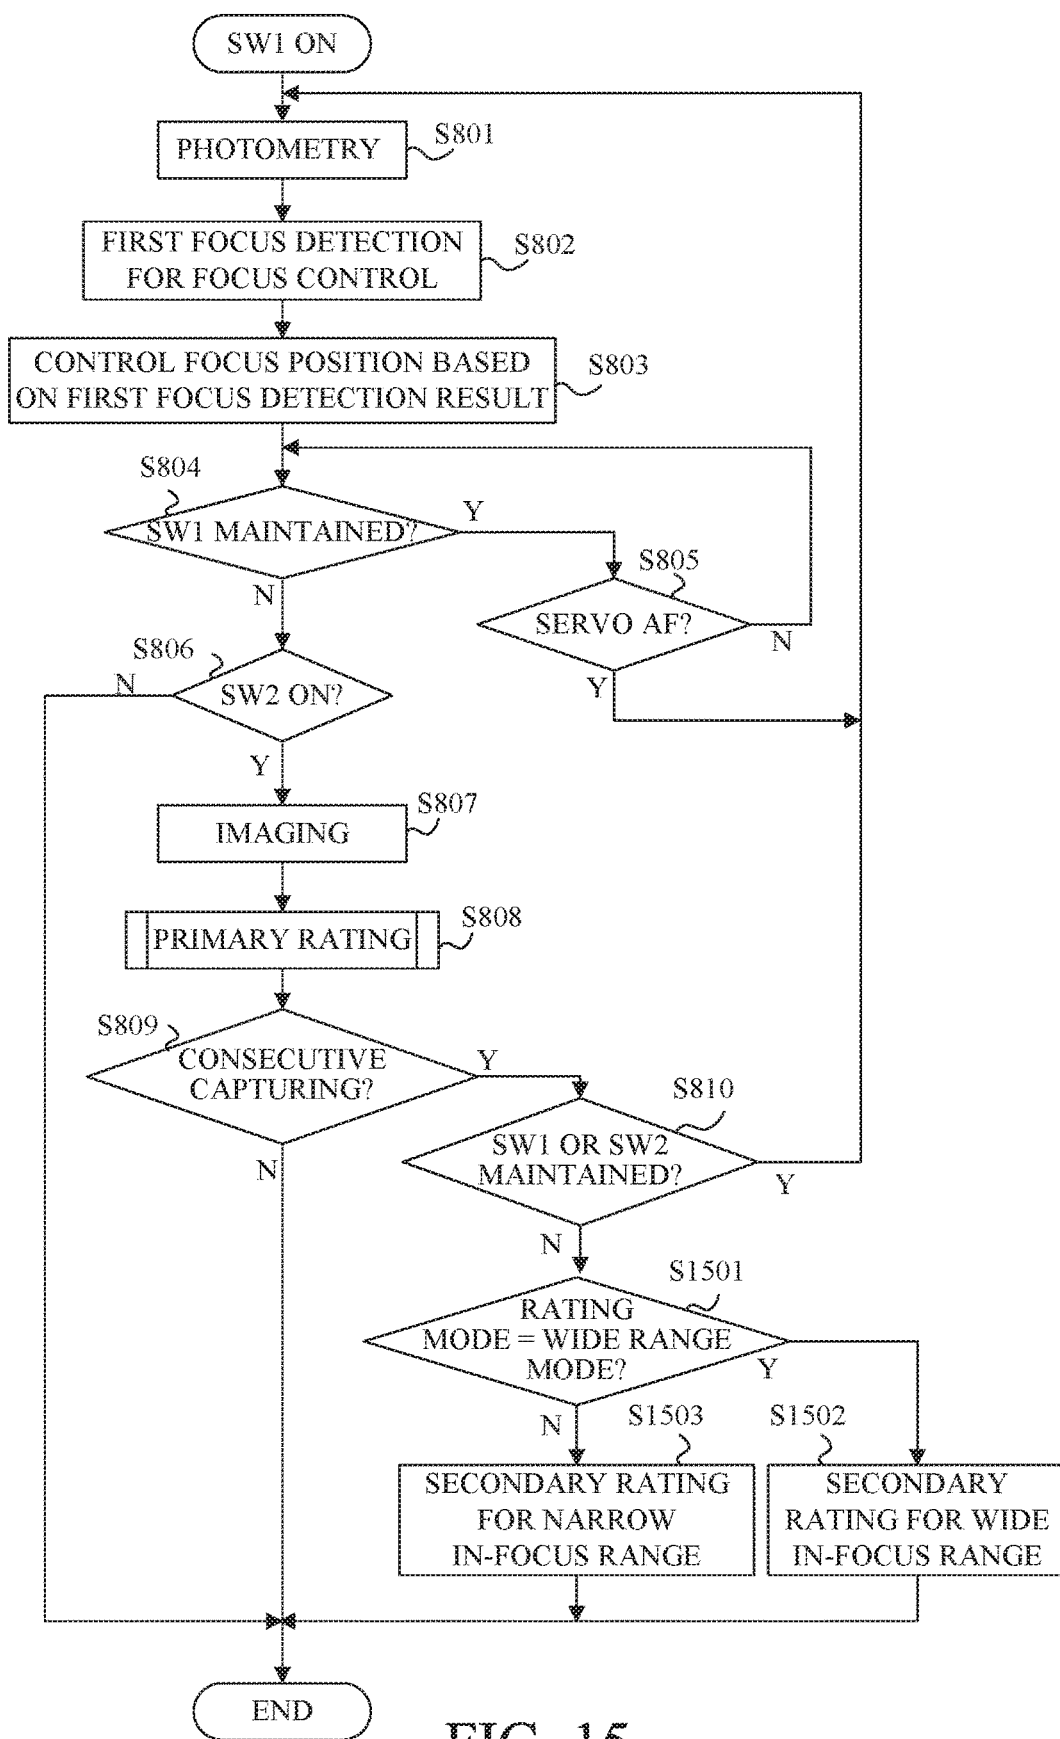 SW1 ON
PHOTOMETRY
S801
FIRST FOCUS DETECTION
FOR FOCUS CONTROL
S802
CONTROL FOCUS POSITION BASED
ON FIRST FOCUS DETECTION RESULT
S803
S804
SW1 MAINTAINED?
Y
N
S805
SERVO AF?
N
Y
S806
N
SW2 ON?
Y
IMAGING
S807
PRIMARY RATING
S808
S809
CONSECUTIVE
CAPTURING?
Y
N
S810
SW1 OR SW2
MAINTAINED?
Y
N
S1501
RATING
MODE = WIDE RANGE
MODE?
Y
N
S1503
SECONDARY RATING
FOR NARROW
IN-FOCUS RANGE
S1502
SECONDARY
RATING FOR WIDE
IN-FOCUS RANGE
END
FIG. 15